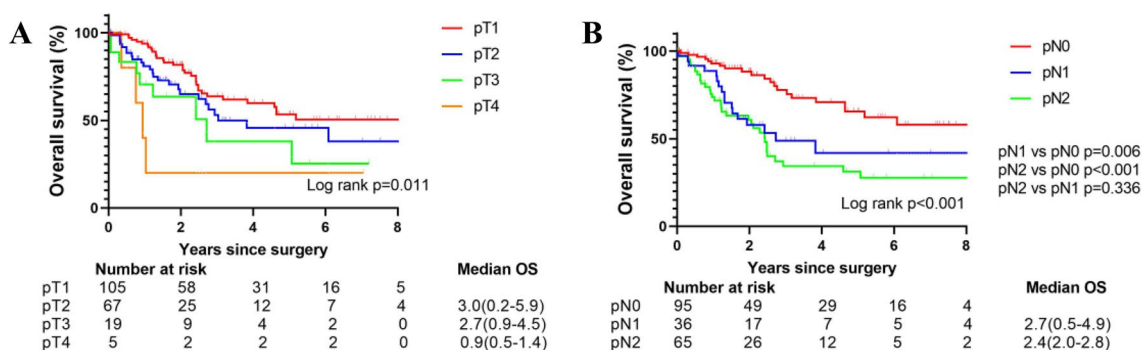 A
Overall survival (%)
100
50
0
0 2 4 6 8
Years since surgery
pT1
pT2
pT3
pT4
Log rank p=0.011
Number at risk Median OS
pT1 105 58 31 16 5
pT2 67 25 12 7 4 3.0(0.2-5.9)
pT3 19 9 4 2 0 2.7(0.9-4.5)
pT4 5 2 2 2 0 0.9(0.5-1.4)
B
Overall survival (%)
100
50
0
0 2 4 6 8
Years since surgery
pN0
pN1
pN2
pN1 vs pN0 p=0.006
pN2 vs pN0 p<0.001
pN2 vs pN1 p=0.336
Log rank p<0.001
Number at risk Median OS
pN0 95 49 29 16 4
pN1 36 17 7 5 4 2.7(0.5-4.9)
pN2 65 26 12 5 2 2.4(2.0-2.8)